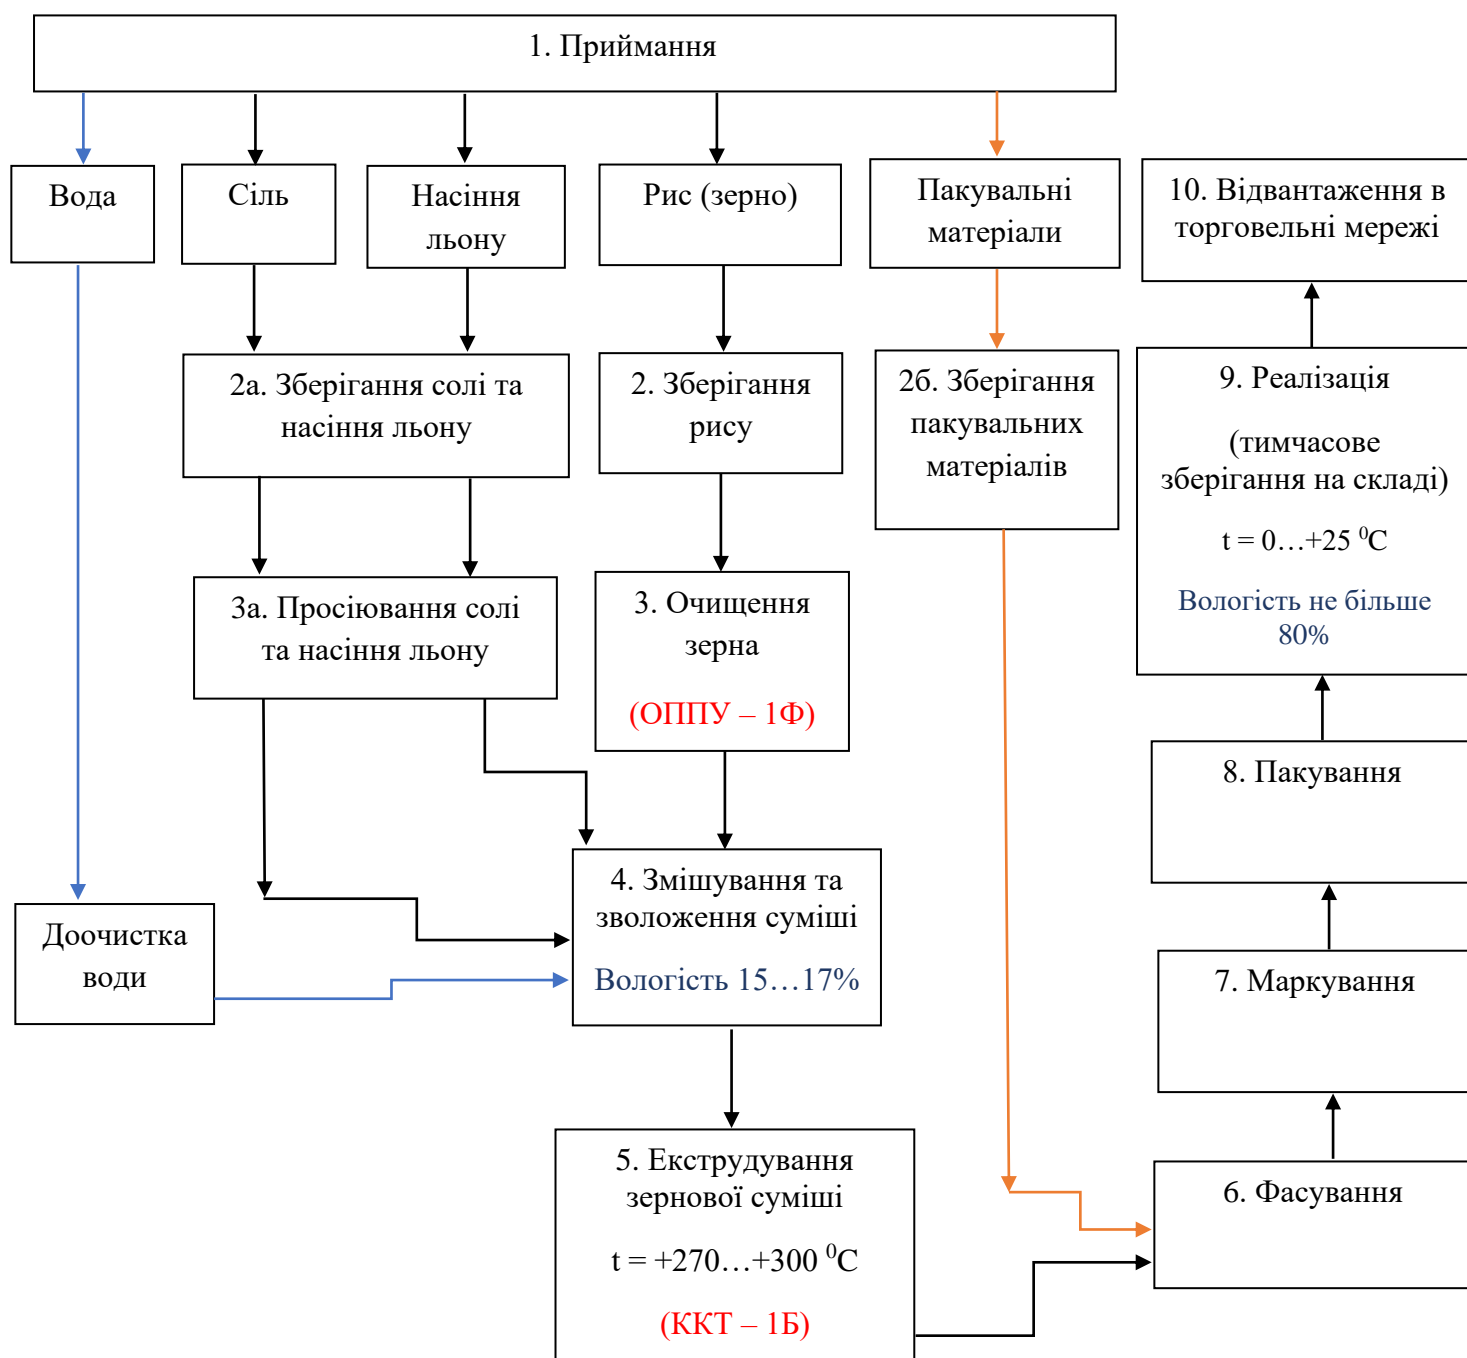 1. Приймання
Вода
Сіль
Насіння
льону
Рис (зерно)
Пакувальні
матеріали
10. Відвантаження в
торговельні мережі
2а. Зберігання солі та
насіння льону
2. Зберігання
рису
2б. Зберігання
пакувальних
матеріалів
9. Реалізація
(тимчасове
зберігання на складі)
t = 0…+25 ⁰С
Вологість не більше
80%
3а. Просіювання солі
та насіння льону
3. Очищення
зерна
(ОППУ – 1Ф)
8. Пакування
4. Змішування та
зволоження суміші
Вологість 15…17%
Доочистка
води
7. Маркування
5. Екструдування
зернової суміші
t = +270…+300 ⁰С
(ККТ – 1Б)
6. Фасування